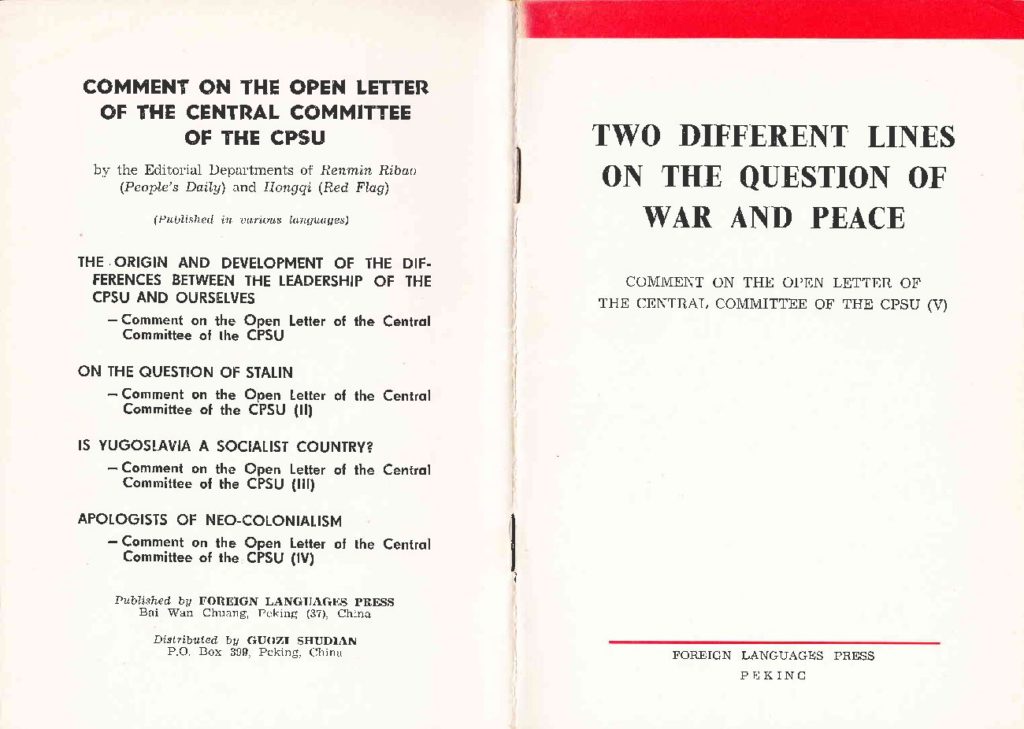 COMMENT ON THE OPEN LETTER
OF THE CENTRAL COMMITTEE
OF THE CPSU
by the Editorial Departments of Renmin Ribao
(People's Daily) and Hongqi (Red Flag)
(Published in various languages)
THE ORIGIN AND DEVELOPMENT OF THE DIF-
FERENCES BETWEEN THE LEADERSHIP OF THE
CPSU AND OURSELVES
— Comment on the Open Letter of the Central
Committee of the CPSU
ON THE QUESTION OF STALIN
— Comment on the Open Letter of the Central
Committee of the CPSU (II)
IS YUGOSLAVIA A SOCIALIST COUNTRY?
— Comment on the Open Letter of the Central
Committee of the CPSU (III)
APOLOGISTS OF NEO-COLONIALISM
— Comment on the Open Letter of the Central
Committee of the CPSU (IV)
Published by FOREIGN LANGUAGES PRESS
Bai Wan Chuang, Peking (37), China
Distributed by GUOZI SHUDIAN
P.O. Box 399, Peking, China
TWO DIFFERENT LINES
ON THE QUESTION OF
WAR AND PEACE
COMMENT ON THE OPEN LETTER OF
THE CENTRAL COMMITTEE OF THE CPSU (V)
FOREIGN LANGUAGES PRESS
PEKING